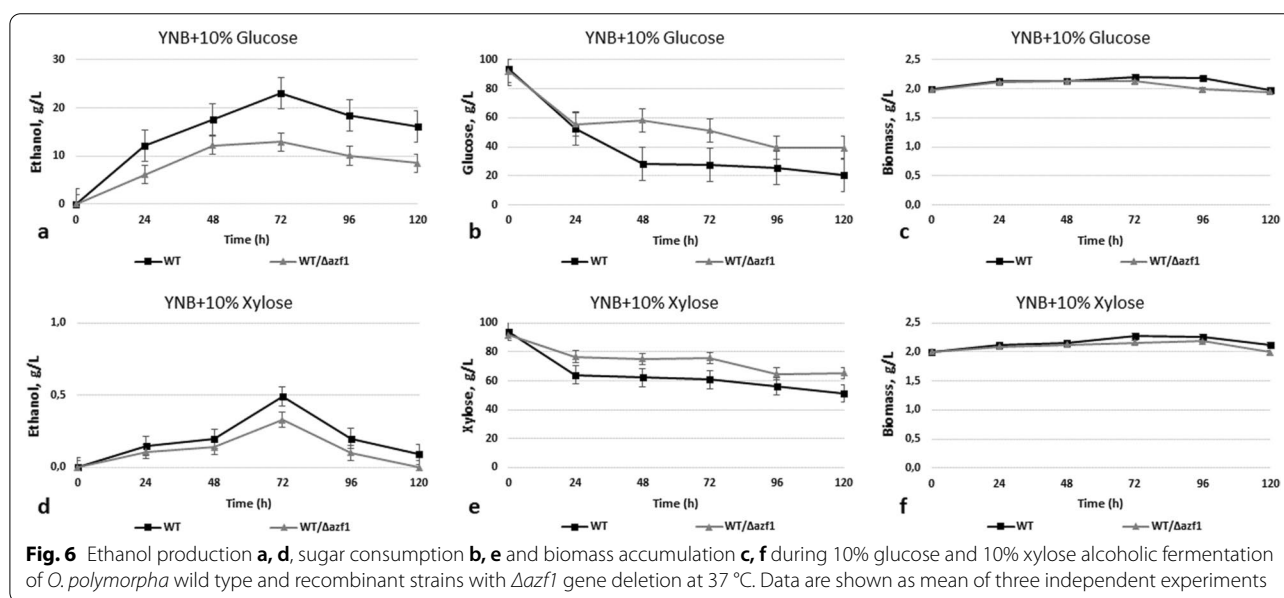 YNB+10% Glucose
30
20
10
0
Ethanol, g/L
0 24 48 72 96 120
Time (h)
a
WT WT/Δazf1
YNB+10% Glucose
100
80
60
40
20
0
Glucose, g/L
0 24 48 72 96 120
Time (h)
b
WT WT/Δazf1
YNB+10% Glucose
2,5
2,0
1,5
1,0
0,5
0,0
Biomass, g/L
0 24 48 72 96 120
Time (h)
c
WT WT/Δazf1
YNB+10% Xylose
1,0
0,5
0,0
Ethanol, g/L
0 24 48 72 96 120
Time (h)
d
WT WT/Δazf1
YNB+10% Xylose
100
80
60
40
20
0
Xylose, g/L
0 24 48 72 96 120
Time (h)
e
WT WT/Δazf1
YNB+10% Xylose
2,5
2,0
1,5
1,0
0,5
0,0
Biomass, g/L
0 24 48 72 96 120
Time (h)
f
WT WT/Δazf1
Fig. 6 Ethanol production a, d, sugar consumption b, e and biomass accumulation c, f during 10% glucose and 10% xylose alcoholic fermentation
of O. polymorpha wild type and recombinant strains with Δazf1 gene deletion at 37 °C. Data are shown as mean of three independent experiments